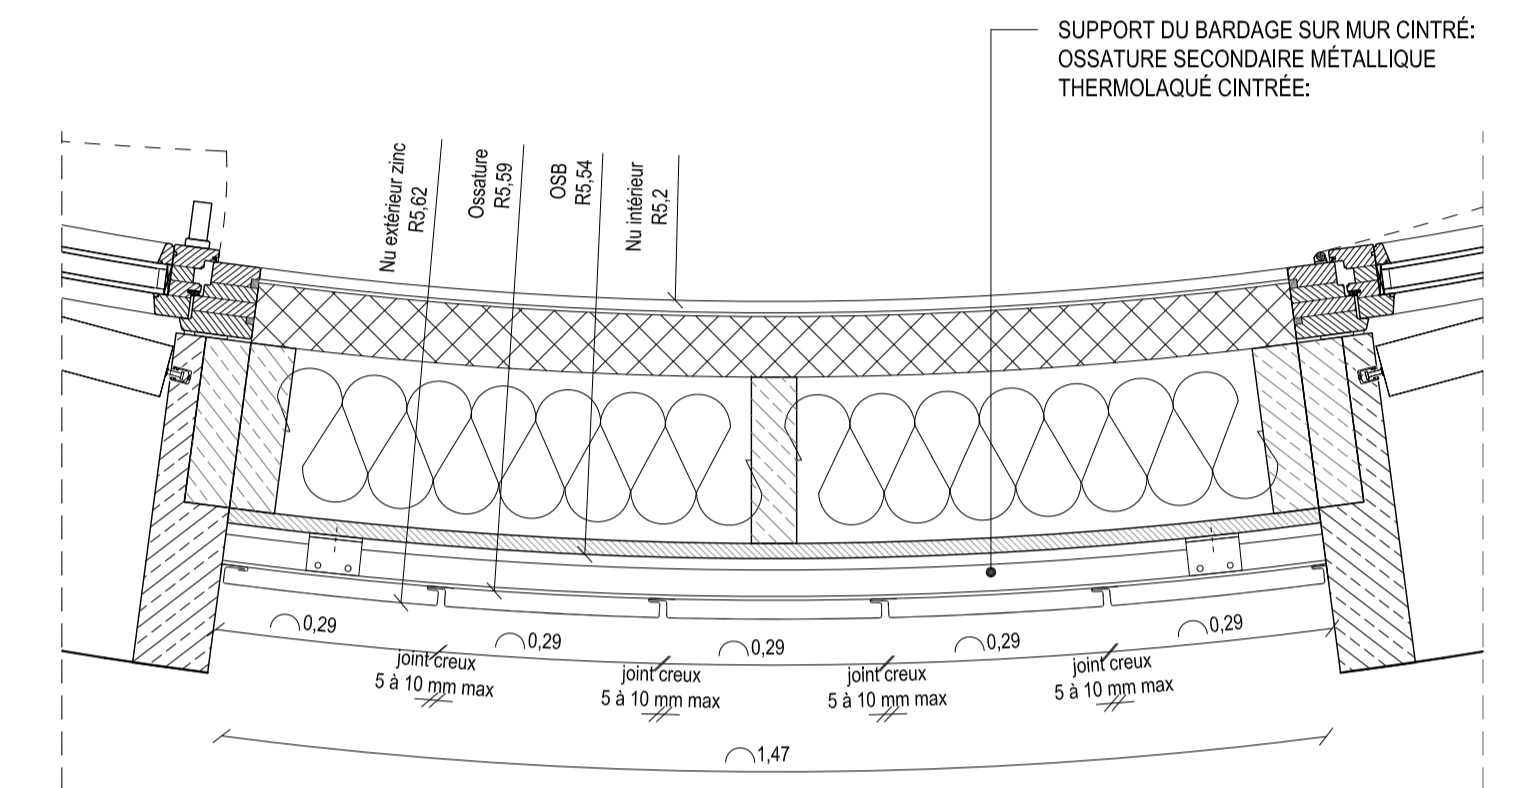 SUPPORT DU BARDAGE SUR MUR CINTRÉ:
OSSATURE SECONDAIRE MÉTALLIQUE
THERMOLAQUÉ CINTRÉE:
Nu extérieur zinc
R5,62
Ossature
R5,59
OSB
R5,54
Nu intérieur
R5,2
0,29
0,29
0,29
0,29
0,29
joint creux
5 à 10 mm max
joint creux
5 à 10 mm max
joint creux
5 à 10 mm max
joint creux
5 à 10 mm max
1,47